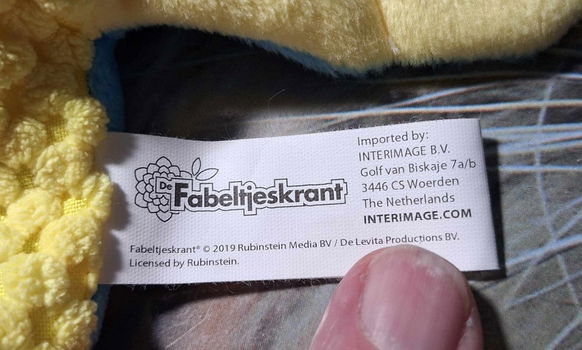 De Fabeltjeskrant
Imported by:
INTERIMAGE B.V.
Golf van Biskaje 7a/b
3446 CS Woerden
The Netherlands
INTERIMAGE.COM
Fabeltjeskrant® © 2019 Rubinstein Media BV / De Levita Productions BV.
Licensed by Rubinstein.